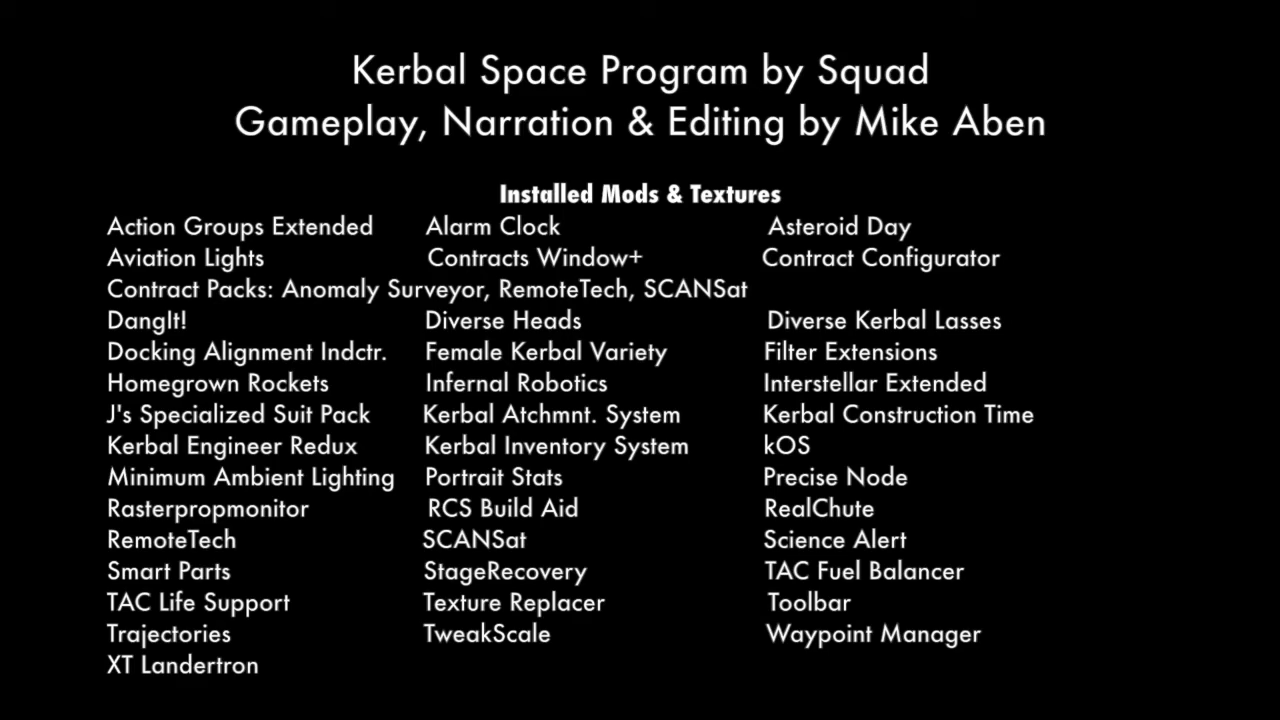 Kerbal Space Program by Squad
Gameplay, Narration & Editing by Mike Aben
Installed Mods & Textures
Action Groups Extended Alarm Clock Asteroid Day
Aviation Lights Contracts Window+ Contract Configurator
Contract Packs: Anomaly Surveyor, RemoteTech, SCANSat
DangIt! Diverse Heads Diverse Kerbal Lasses
Docking Alignment Indctr. Female Kerbal Variety Filter Extensions
Homegrown Rockets Infernal Robotics Interstellar Extended
J's Specialized Suit Pack Kerbal Atchmnt. System Kerbal Construction Time
Kerbal Engineer Redux Kerbal Inventory System kOS
Minimum Ambient Lighting Portrait Stats Precise Node
Rasterpropmonitor RCS Build Aid RealChute
RemoteTech SCANSat Science Alert
Smart Parts StageRecovery TAC Fuel Balancer
TAC Life Support Texture Replacer Toolbar
Trajectories TweakScale Waypoint Manager
XT Landertron